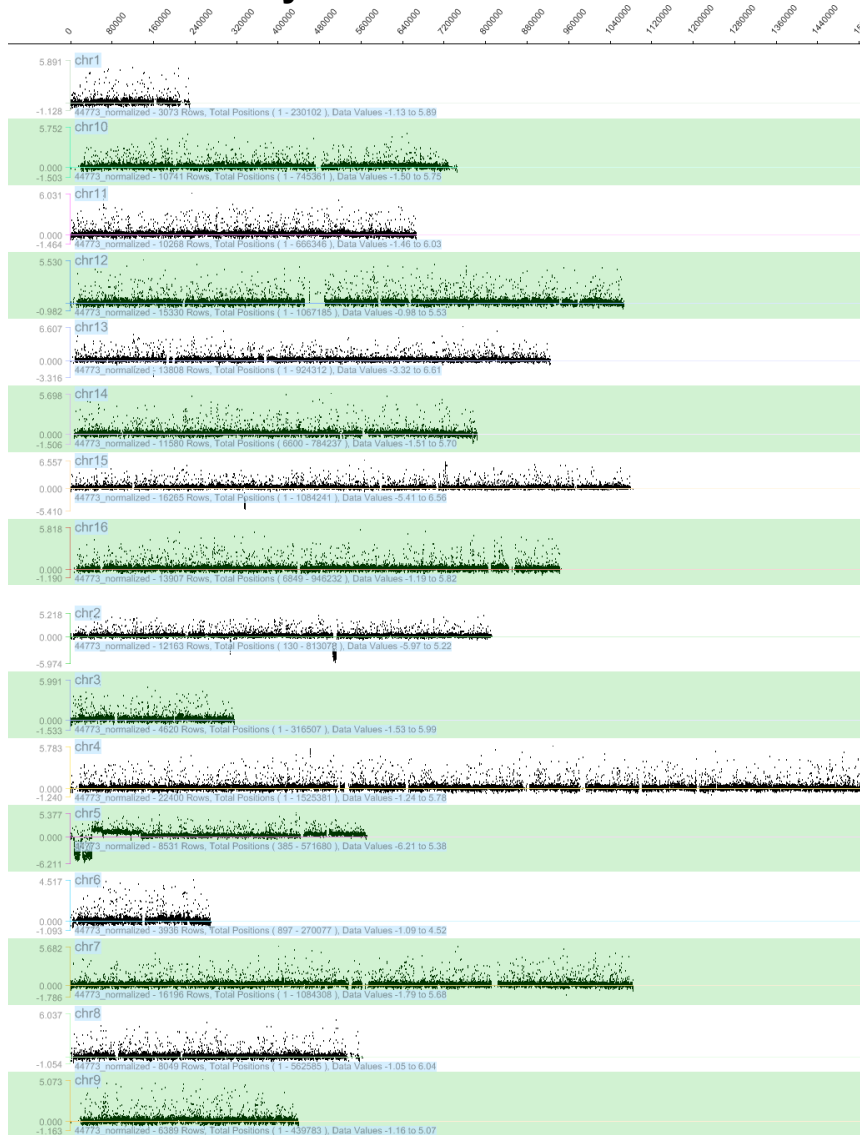 0 80000 160000 240000 320000 400000 480000 560000 640000 720000 800000 880000 960000 1040000 1120000 1200000 1280000 1360000 1440000
5.891 chr1
-1.128 44773_normalized - 3073 Rows, Total Positions ( 1 - 230102 ), Data Values -1.13 to 5.89
5.752 chr10
0.000
-1.503 44773_normalized - 10741 Rows, Total Positions ( 1 - 745361 ), Data Values -1.50 to 5.75
6.031 chr11
0.000
-1.464 44773_normalized - 10268 Rows, Total Positions ( 1 - 666346 ), Data Values -1.46 to 6.03
5.530 chr12
-0.982 44773_normalized - 15330 Rows, Total Positions ( 1 - 1067185 ), Data Values -0.98 to 5.53
6.607 chr13
0.000
44773_normalized - 13808 Rows, Total Positions ( 1 - 924312 ), Data Values -3.32 to 6.61
-3.316
5.698 chr14
0.000
-1.506 44773_normalized - 11580 Rows, Total Positions ( 6600 - 784237 ), Data Values -1.51 to 5.70
6.557 chr15
0.000
44773_normalized - 16265 Rows, Total Positions ( 1 - 1084241 ), Data Values -5.41 to 6.56
-5.410
5.818 chr16
0.000
-1.190 44773_normalized - 13907 Rows, Total Positions ( 6849 - 946232 ), Data Values -1.19 to 5.82
5.218 chr2
0.000
44773_normalized - 12163 Rows, Total Positions ( 130 - 813078 ), Data Values -5.97 to 5.22
-5.974
5.991 chr3
0.000
-1.533 44773_normalized - 4620 Rows, Total Positions ( 1 - 316507 ), Data Values -1.53 to 5.99
5.783 chr4
0.000
-1.240 44773_normalized - 22400 Rows, Total Positions ( 1 - 1525381 ), Data Values -1.24 to 5.78
5.377 chr5
0.000
- 8531 Rows, Total Positions ( 385 - 571680 ), Data Values -6.21 to 5.38
-6.211
4.517 chr6
0.000
-1.093 44773_normalized - 3936 Rows, Total Positions ( 897 - 270077 ), Data Values -1.09 to 4.52
5.682 chr7
0.000
-1.786 44773_normalized - 16196 Rows, Total Positions ( 1 - 1084308 ), Data Values -1.79 to 5.68
6.037 chr8
-1.054 44773_normalized - 8049 Rows, Total Positions ( 1 - 562585 ), Data Values -1.05 to 6.04
5.073 chr9
0.000
-1.163 44773_normalized - 6389 Rows, Total Positions ( 1 - 439783 ), Data Values -1.16 to 5.07